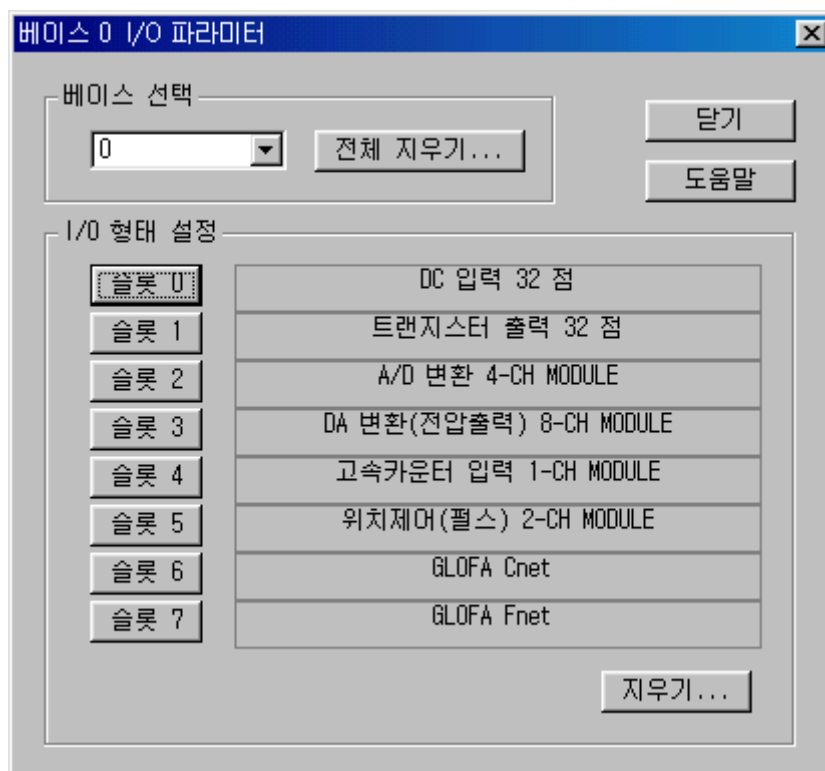 베이스 0 I/O 파라미터
베이스 선택
0
전체 지우기...
닫기
도움말
I/O 형태 설정
슬롯 0 DC 입력 32 점
슬롯 1 트랜지스터 출력 32 점
슬롯 2 A/D 변환 4-CH MODULE
슬롯 3 DA 변환(전압출력) 8-CH MODULE
슬롯 4 고속카운터 입력 1-CH MODULE
슬롯 5 위치제어(펄스) 2-CH MODULE
슬롯 6 GLOFA Cnet
슬롯 7 GLOFA Fnet
지우기...